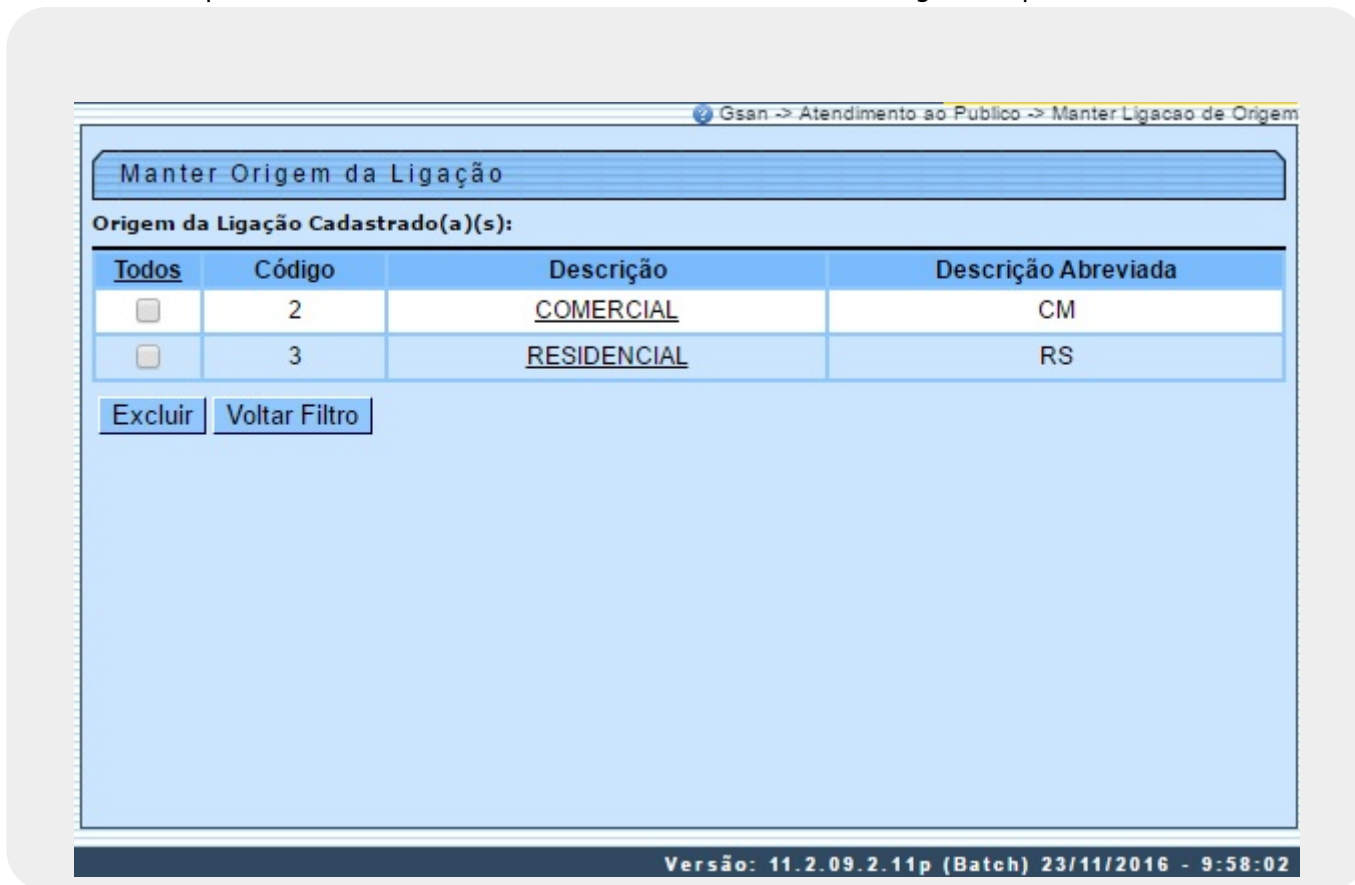 Gsan -> Atendimento ao Publico -> Manter Ligacao de Origem
Manter Origem da Ligação
Origem da Ligação Cadastrado(a)(s):
Todos Código Descrição Descrição Abreviada
2 COMERCIAL CM
3 RESIDENCIAL RS
Excluir Voltar Filtro
Versão: 11.2.09.2.11p (Batch) 23/11/2016 - 9:58:02